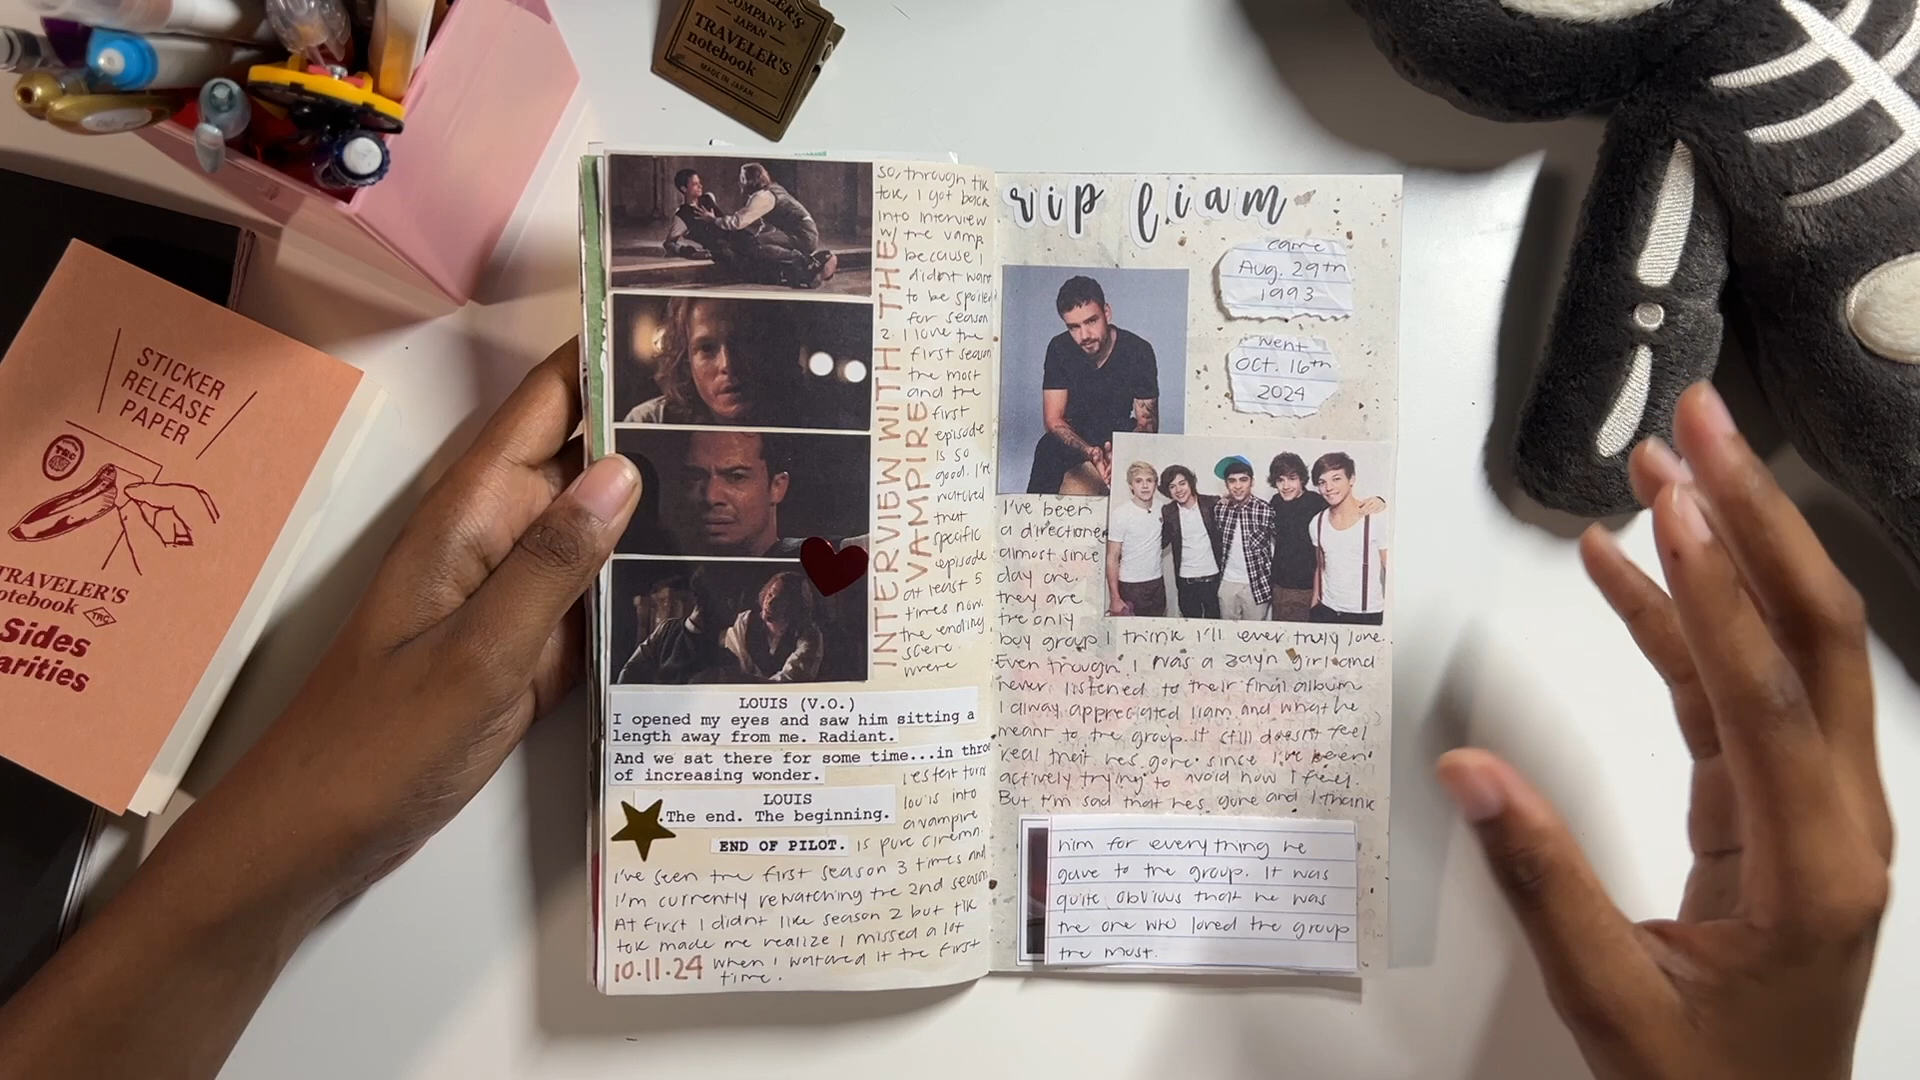 COMPANY
JAPAN
TRAVELER'S
notebook
MADE IN JAPAN
STICKER
RELEASE
PAPER
TRC
TRAVELER'S
notebook TRC
Sides
arities
so, through tik
tok, I got back
into interview
w/ the vamp
because I
didnt want
to be spoiled
for season
2. I love the
first season
the most
and the
first
episode
is so
good. I've
watched
that
specific
episode
at least 5
times now.
the ending
scene
where
INTERVIEW WITH THE
VAMPIRE
LOUIS (V.O.)
I opened my eyes and saw him sitting a
length away from me. Radiant.
And we sat there for some time...in throe
of increasing wonder.
lestat turns
louis into
a vampire
LOUIS
.The end. The beginning.
END OF PILOT.
is pure cinema.
I've seen the first season 3 times and
I'm currently rewatching the 2nd season
At first I didnt like season 2 but tik
tok made me realize I missed a lot
10.11.24 when I watched it the first
time.
rip liam
came
Aug. 29th
1993
went
Oct. 16th
2024
I've been
a directioner
almost since
day one.
they are
the only
boy group I think I'll ever truly love.
Even though I was a zayn girl and
never listened to their final album
I alway appreciated liam and what he
meant to the group. It still doesn't feel
real that he's gone since I've been
actively trying to avoid how I feel.
But I'm sad that hes gone and I thank
him for everything he
gave to the group. It was
quite obvious that he was
the one who loved the group
the most.